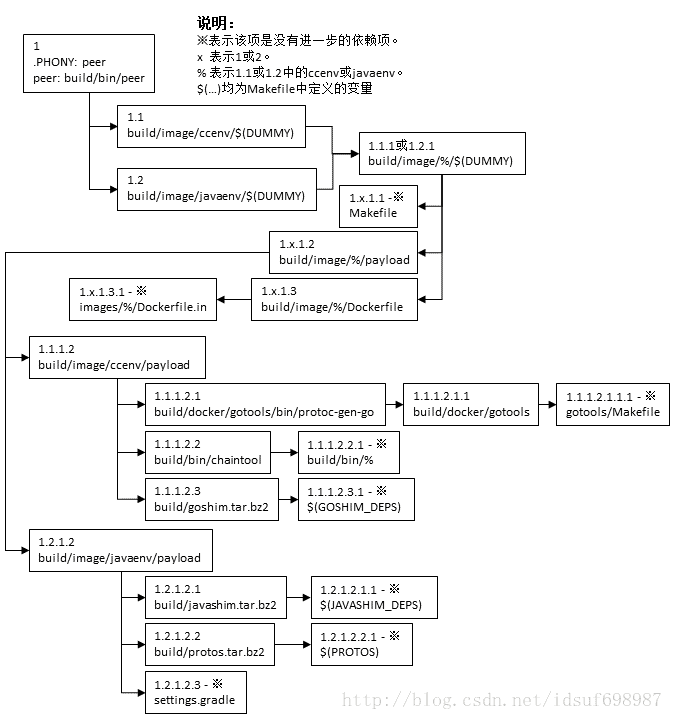 说明：
※表示该项是没有进一步的依赖项。
x 表示1或2。
% 表示1.1或1.2中的ccenv或javaenv。
$(...)均为Makefile中定义的变量
1
.PHONY: peer
peer: build/bin/peer
1.1
build/image/ccenv/$(DUMMY)
1.2
build/image/javaenv/$(DUMMY)
1.1.1或1.2.1
build/image/%/$(DUMMY)
1.x.1.1 -※
Makefile
1.x.1.2
build/image/%/payload
1.x.1.3
build/image/%/Dockerfile
1.x.1.3.1 - ※
images/%/Dockerfile.in
1.1.1.2
build/image/ccenv/payload
1.1.1.2.1
build/docker/gotools/bin/protoc-gen-go
1.1.1.2.1.1
build/docker/gotools
1.1.1.2.1.1.1 - ※
gotools/Makefile
1.1.1.2.2
build/bin/chaintool
1.1.1.2.2.1 - ※
build/bin/%
1.1.1.2.3
build/goshim.tar.bz2
1.1.1.2.3.1 - ※
$(GOSHIM_DEPS)
1.2.1.2
build/image/javaenv/payload
1.2.1.2.1
build/javashim.tar.bz2
1.2.1.2.1.1 - ※
$(JAVASHIM_DEPS)
1.2.1.2.2
build/protos.tar.bz2
1.2.1.2.2.1 - ※
$(PROTOS)
1.2.1.2.3 - ※
settings.gradle
http://blog.csdn.net/idsuf698987